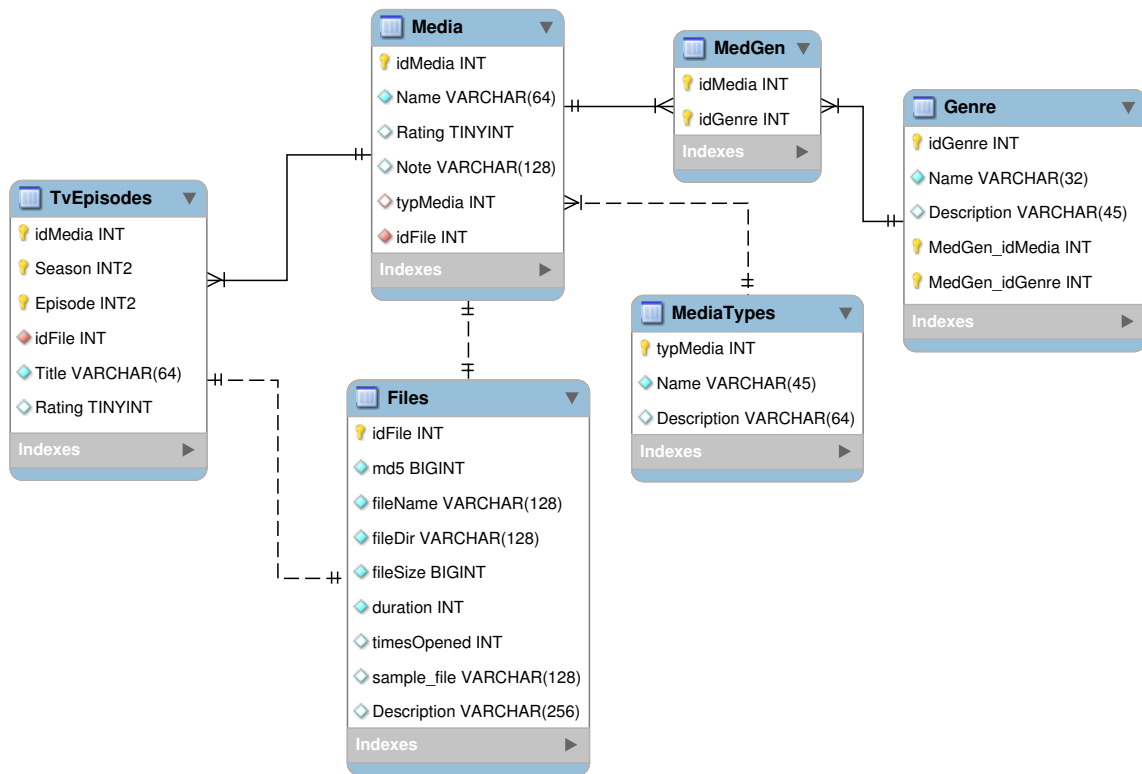 Media
idMedia INT
Name VARCHAR(64)
Rating TINYINT
Note VARCHAR(128)
typMedia INT
idFile INT
Indexes
MedGen
idMedia INT
idGenre INT
Indexes
Genre
idGenre INT
Name VARCHAR(32)
Description VARCHAR(45)
MedGen_idMedia INT
MedGen_idGenre INT
Indexes
TvEpisodes
idMedia INT
Season INT2
Episode INT2
idFile INT
Title VARCHAR(64)
Rating TINYINT
Indexes
MediaTypes
typMedia INT
Name VARCHAR(45)
Description VARCHAR(64)
Indexes
Files
idFile INT
md5 BIGINT
fileName VARCHAR(128)
fileDir VARCHAR(128)
fileSize BIGINT
duration INT
timesOpened INT
sample_file VARCHAR(128)
Description VARCHAR(256)
Indexes